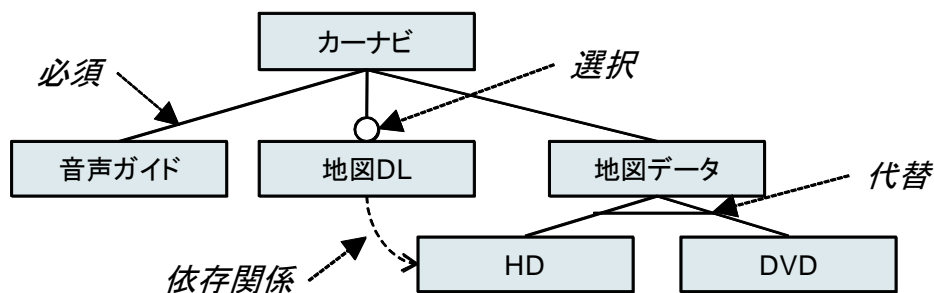 カーナビ
必須
選択
音声ガイド
地図DL
地図データ
代替
HD
DVD
依存関係